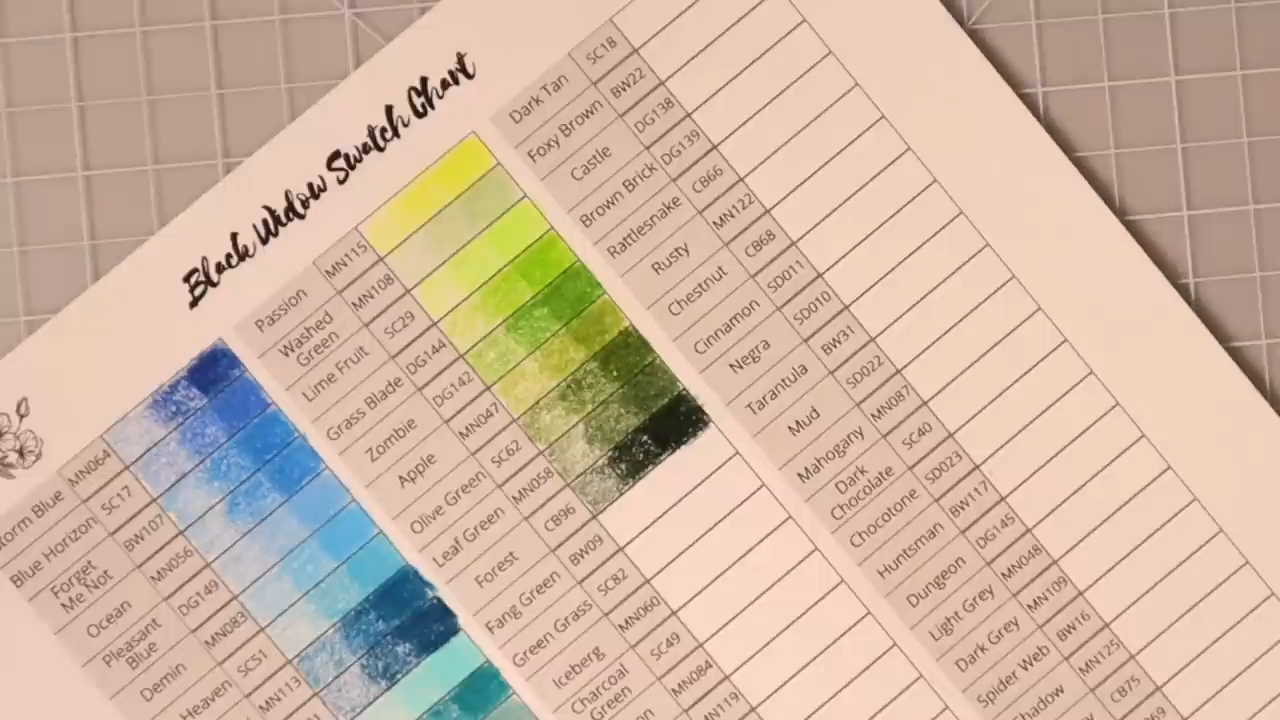 Black Widow Swatch Chart
torm Blue MN064
Blue Horizon SC17
Forget
Me Not BW107
Ocean MN056
Pleasant
Blue DG149
Demin MN083
Heaven SC51
MN113
Passion MN115
Washed
Green MN108
Lime Fruit SC29
Grass Blade DG144
Zombie DG142
Apple MN047
Olive Green SC62
Leaf Green MN058
Forest CB96
Fang Green BW09
Green Grass SC82
Iceberg MN060
Charcoal
Green SC49
MN084
MN119
Dark Tan SC18
Foxy Brown BW22
Castle DG138
Brown Brick DG139
Rattlesnake CB66
Rusty MN122
Chestnut CB68
Cinnamon SD011
Negra SD010
Tarantula BW31
Mud SD022
Mahogany MN087
Dark
Chocolate SC40
Chocotone SD023
Huntsman BW117
Dungeon DG145
Light Grey MN048
Dark Grey MN109
Spider Web BW16
Shadow MN125
CB75